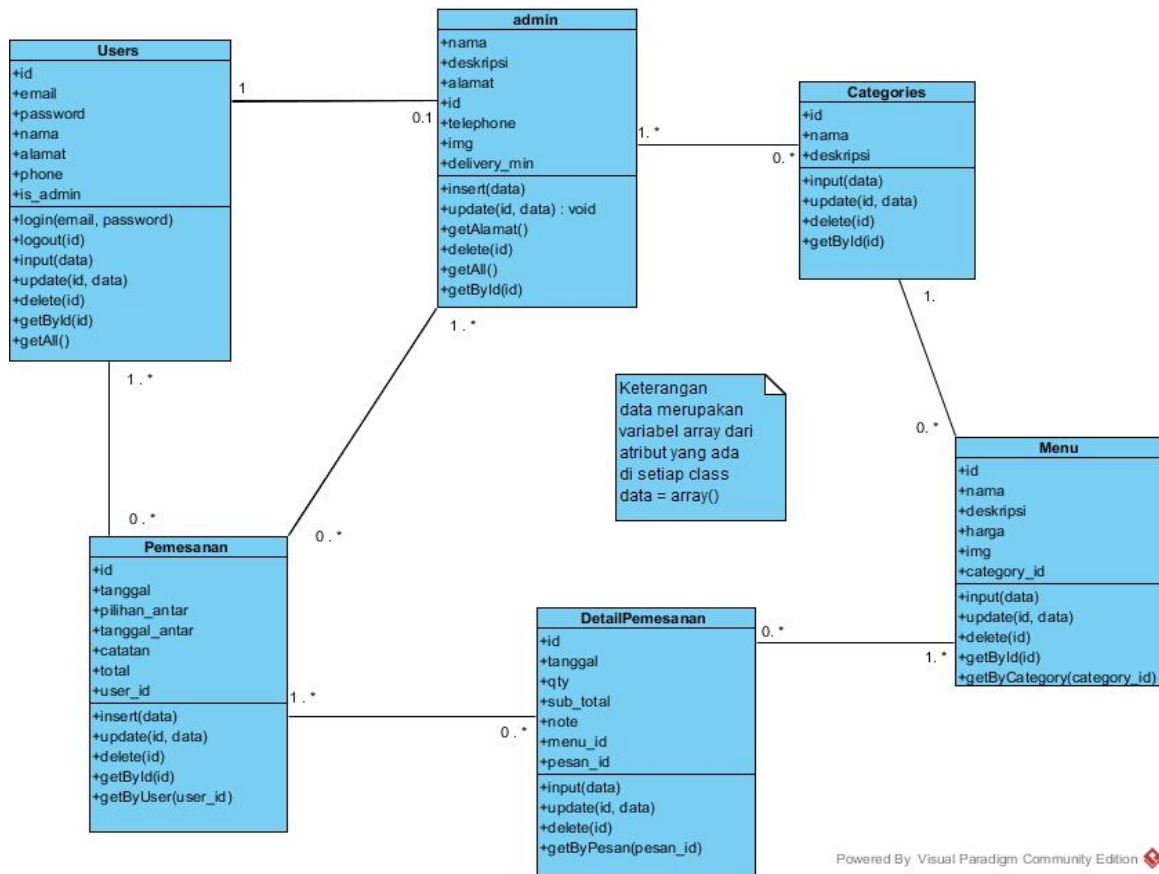 Users
+id
+email
+password
+nama
+alamat
+phone
+is_admin
+login(email, password)
+logout(id)
+input(data)
+update(id, data)
+delete(id)
+getById(id)
+getAll()
1
0.1
admin
+nama
+deskripsi
+alamat
+id
+telephone
+img
+delivery_min
+insert(data)
+update(id, data) : void
+getAlamat()
+delete(id)
+getAll()
+getById(id)
1. *
0. *
Categories
+id
+nama
+deskripsi
+input(data)
+update(id, data)
+delete(id)
+getById(id)
1 . *
0 . *
1 . *
0 . *
Keterangan
data merupakan
variabel array dari
atribut yang ada
di setiap class
data = array()
1.
0. *
Menu
+id
+nama
+deskripsi
+harga
+img
+category_id
+input(data)
+update(id, data)
+delete(id)
+getById(id)
+getByCategory(category_id)
Pemesanan
+id
+tanggal
+pilihan_antar
+tanggal_antar
+catatan
+total
+user_id
+insert(data)
+update(id, data)
+delete(id)
+getById(id)
+getByUser(user_id)
1 . *
0 . *
DetailPemesanan
+id
+tanggal
+qty
+sub_total
+note
+menu_id
+pesan_id
+input(data)
+update(id, data)
+delete(id)
+getByPesan(pesan_id)
0. *
1. *
Powered By Visual Paradigm Community Edition